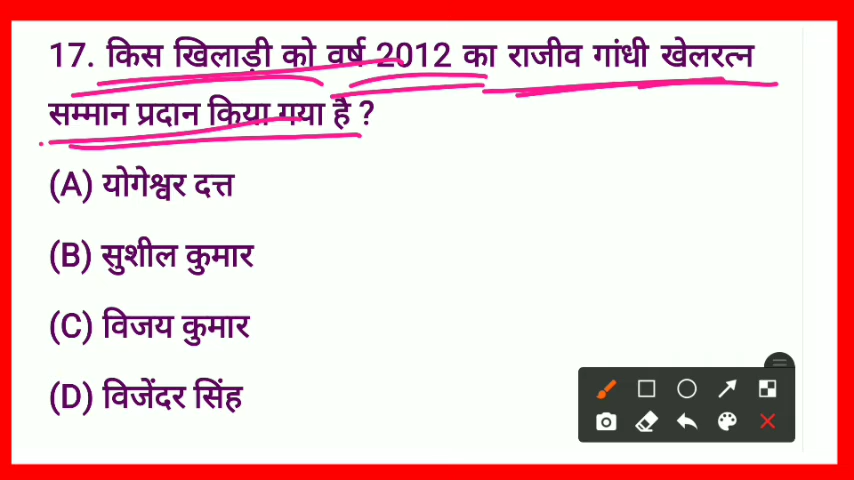 17. किस खिलाड़ी को वर्ष 2012 का राजीव गांधी खेलरत्न
सम्मान प्रदान किया गया है ?
(A) योगेश्वर दत्त
(B) सुशील कुमार
(C) विजय कुमार
(D) विजेंदर सिंह